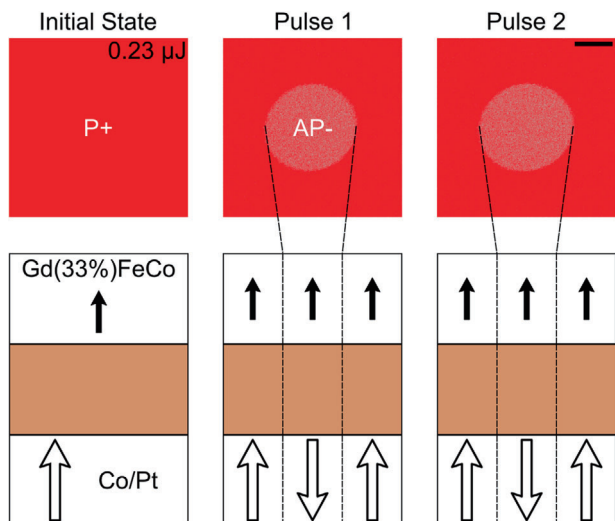 Initial State
Pulse 1
Pulse 2
0.23 µJ
P+
AP-
Gd(33%)FeCo
Co/Pt